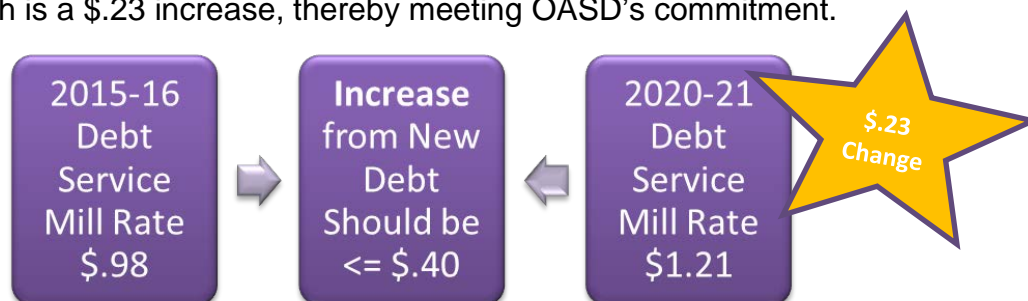 h is a $.23 increase, thereby meeting OASD's commitment.
2015-16
Debt
Service
Mill Rate
$.98
Increase
from New
Debt
Should be
<= $.40
2020-21
Debt
Service
Mill Rate
$1.21
$.23
Change